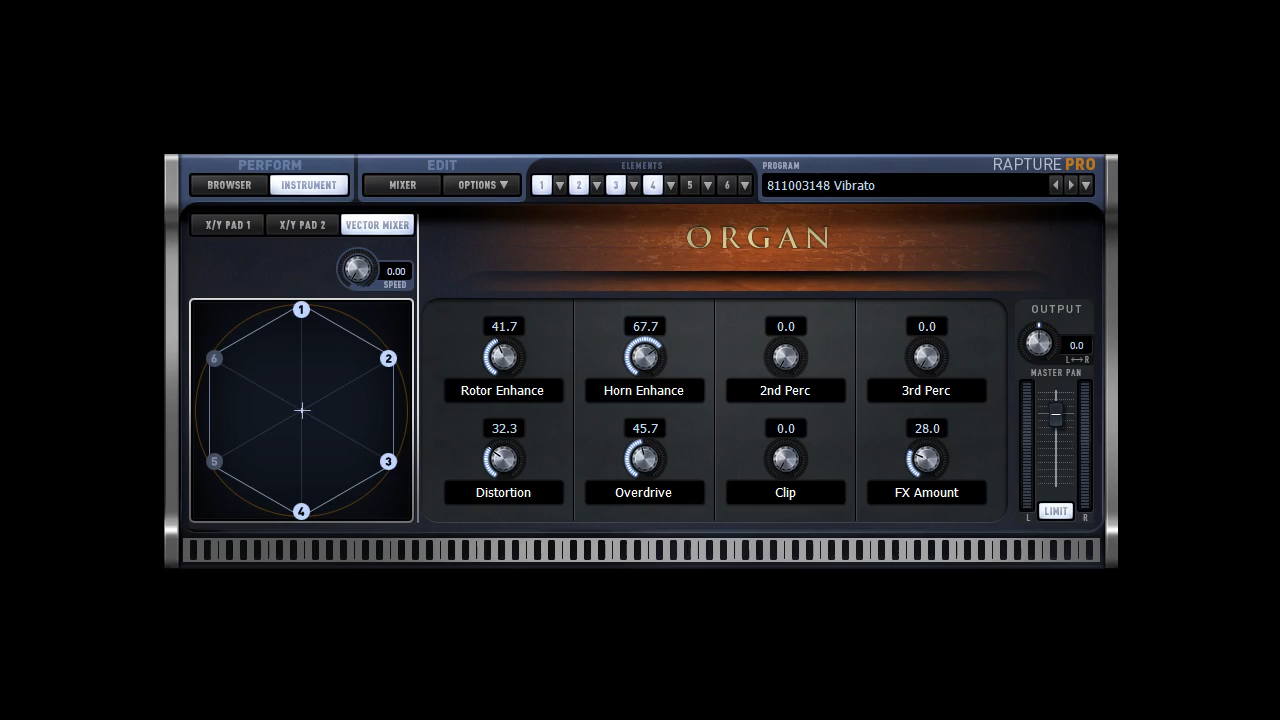 PERFORM EDIT ELEMENTS PROGRAM RAPTURE PRO
BROWSER INSTRUMENT MIXER OPTIONS 1 2 3 4 5 6 811003148 Vibrato
X/Y PAD 1 X/Y PAD 2 VECTOR MIXER
ORGAN
0.00
SPEED
1
2
3
4
5
6
41.7 67.7 0.0 0.0
Rotor Enhance Horn Enhance 2nd Perc 3rd Perc
32.3 45.7 0.0 28.0
Distortion Overdrive Clip FX Amount
OUTPUT
0.0
L↔R
MASTER PAN
LIMIT
L R